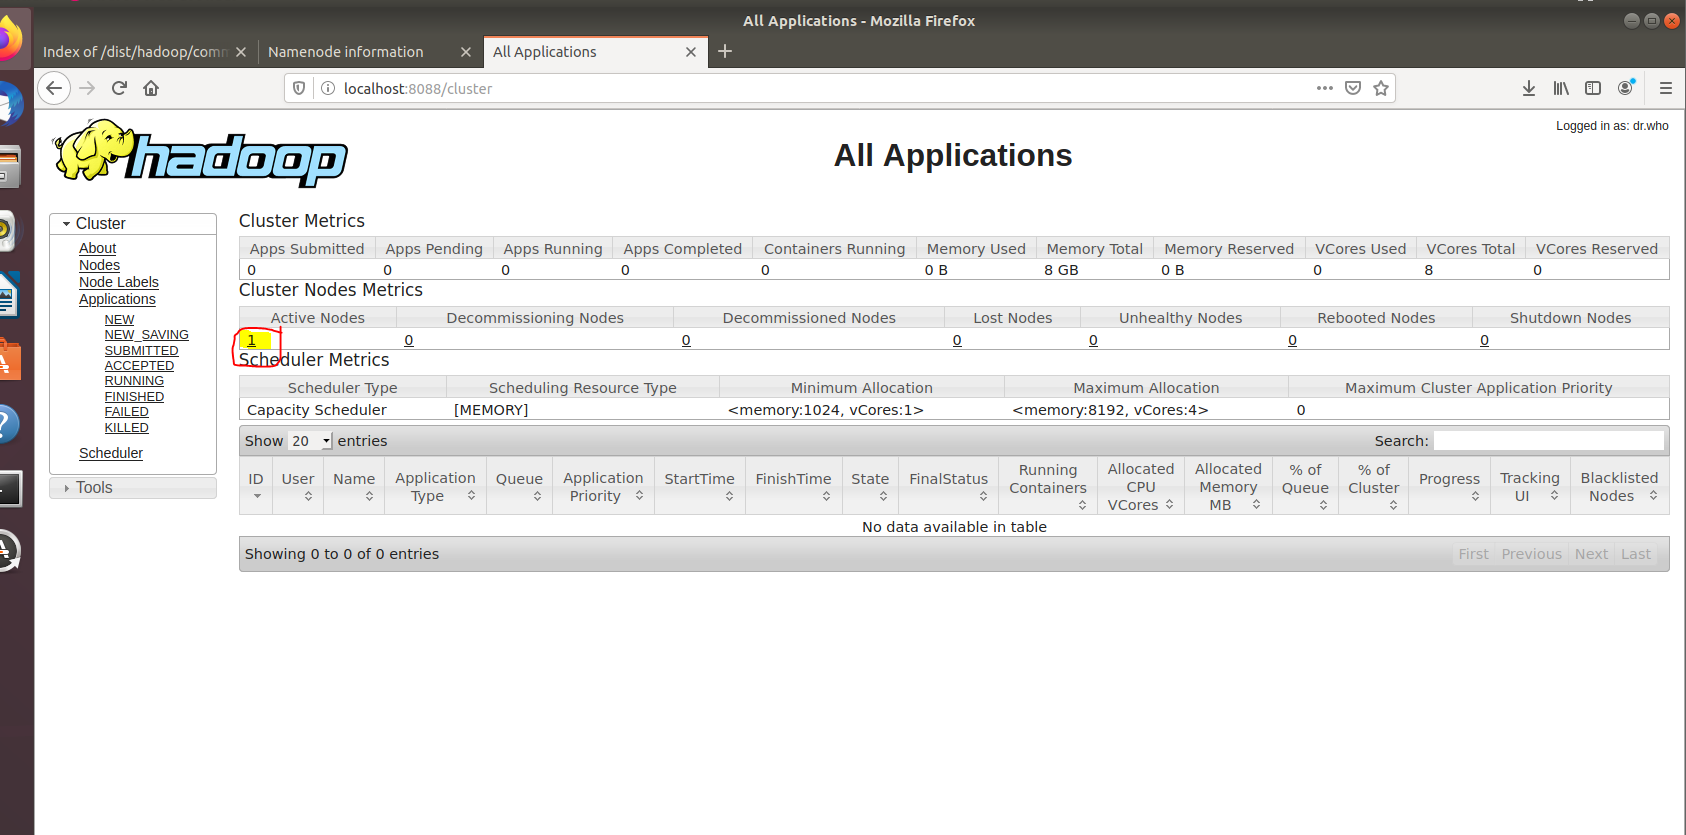 All Applications - Mozilla Firefox
Index of /dist/hadoop/comm
Namenode information
All Applications
localhost:8088/cluster
Logged in as: dr.who
hadoop
All Applications
Cluster
About
Nodes
Node Labels
Applications
NEW
NEW_SAVING
SUBMITTED
ACCEPTED
RUNNING
FINISHED
FAILED
KILLED
Scheduler
Tools
Cluster Metrics
Apps Submitted Apps Pending Apps Running Apps Completed Containers Running Memory Used Memory Total Memory Reserved VCores Used VCores Total VCores Reserved
0 0 0 0 0 0 B 8 GB 0 B 0 8 0
Cluster Nodes Metrics
Active Nodes Decommissioning Nodes Decommissioned Nodes Lost Nodes Unhealthy Nodes Rebooted Nodes Shutdown Nodes
1 0 0 0 0 0 0
Scheduler Metrics
Scheduler Type Scheduling Resource Type Minimum Allocation Maximum Allocation Maximum Cluster Application Priority
Capacity Scheduler [MEMORY] <memory:1024, vCores:1> <memory:8192, vCores:4> 0
Show 20 entries Search:
ID User Name Application Type Queue Application Priority StartTime FinishTime State FinalStatus Running Containers Allocated CPU VCores Allocated Memory MB % of Queue % of Cluster Progress Tracking UI Blacklisted Nodes
No data available in table
Showing 0 to 0 of 0 entries First Previous Next Last